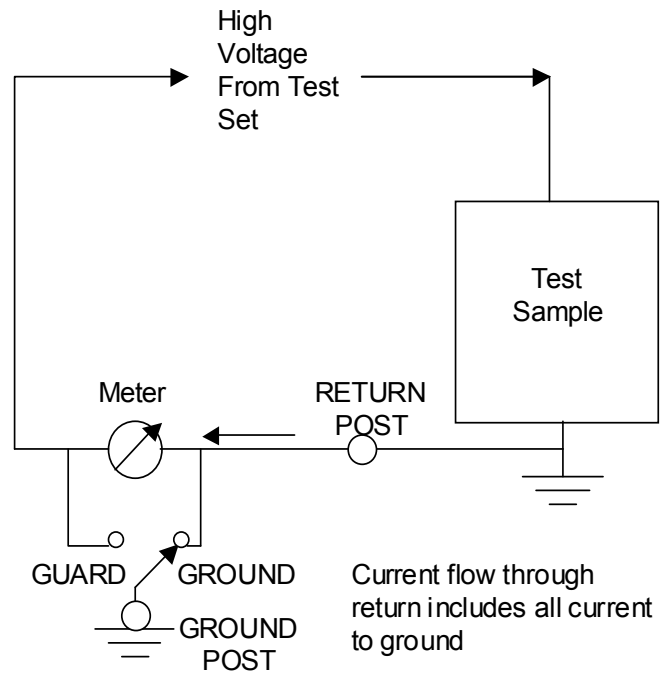 High
Voltage
From Test
Set
Test
Sample
Meter
RETURN
POST
GUARD
GROUND
GROUND
POST
Current flow through
return includes all current
to ground